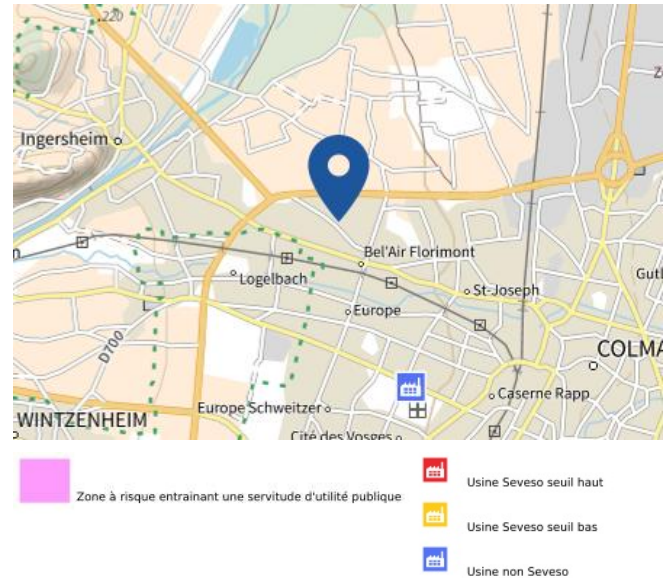 220
Ingersheim
Bel'Air Florimont
Logelbach
St-Joseph
Europe
D700
COLMA
Caserne Rapp
Europe Schweitzer
WINTZENHEIM
Cité des Vosges
Zone à risque entrainant une servitude d'utilité publique
Usine Seveso seuil haut
Usine Seveso seuil bas
Usine non Seveso